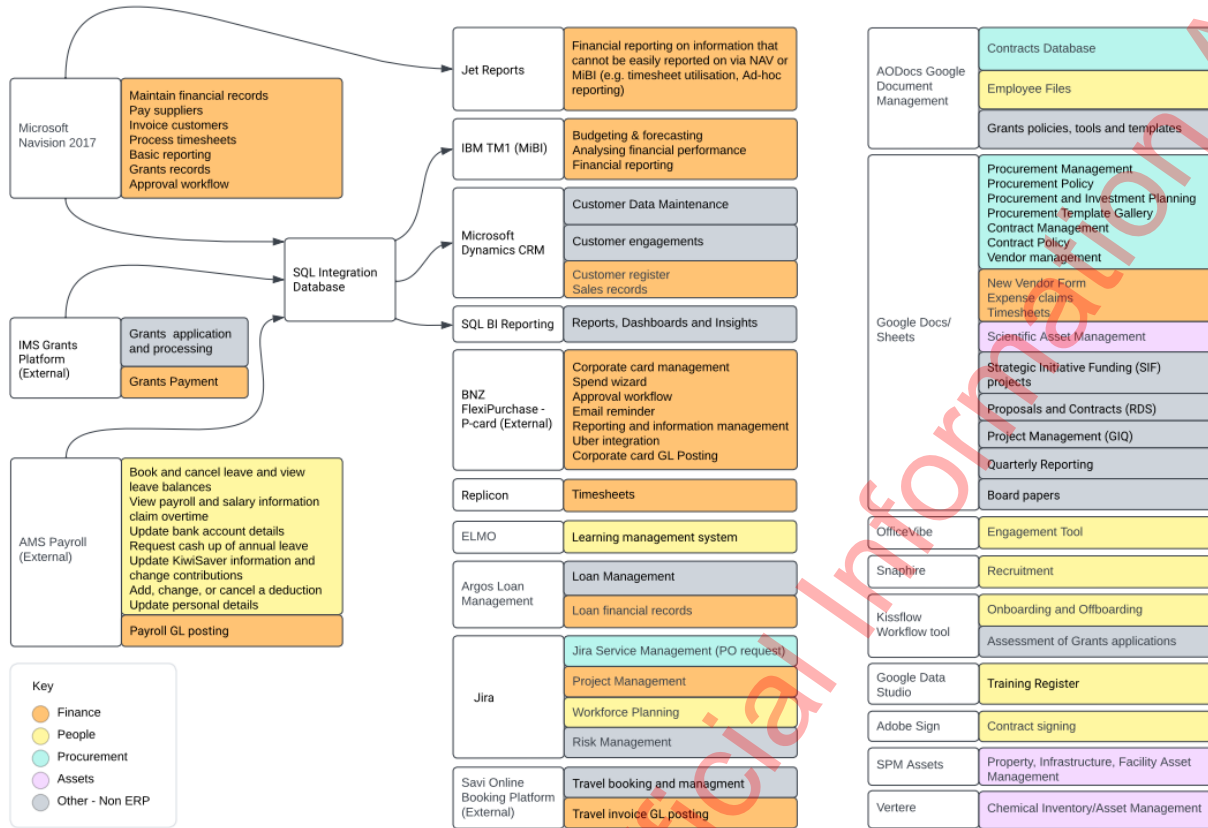 Microsoft
Navision 2017
Maintain financial records
Pay suppliers
Invoice customers
Process timesheets
Basic reporting
Grants records
Approval workflow
IMS Grants
Platform
(External)
Grants application
and processing
Grants Payment
AMS Payroll
(External)
Book and cancel leave and view
leave balances
View payroll and salary information
claim overtime
Update bank account details
Request cash up of annual leave
Update KiwiSaver information and
change contributions
Add, change, or cancel a deduction
Update personal details
Payroll GL posting
Key
Finance
People
Procurement
Assets
Other - Non ERP
SQL Integration
Database
Jet Reports
Financial reporting on information that
cannot be easily reported on via NAV or
MiBI (e.g. timesheet utilisation, Ad-hoc
reporting)
IBM TM1 (MiBI)
Budgeting & forecasting
Analysing financial performance
Financial reporting
Microsoft
Dynamics CRM
Customer Data Maintenance
Customer engagements
Customer register
Sales records
SQL BI Reporting
Reports, Dashboards and Insights
BNZ
FlexiPurchase -
P-card (External)
Corporate card management
Spend wizard
Approval workflow
Email reminder
Reporting and information management
Uber integration
Corporate card GL Posting
Replicon
Timesheets
ELMO
Learning management system
Argos Loan
Management
Loan Management
Loan financial records
Jira
Jira Service Management (PO request)
Project Management
Workforce Planning
Risk Management
Savi Online
Booking Platform
(External)
Travel booking and managment
Travel invoice GL posting
AODocs Google
Document
Management
Contracts Database
Employee Files
Grants policies, tools and templates
Google Docs/
Sheets
Procurement Management
Procurement Policy
Procurement and Investment Planning
Procurement Template Gallery
Contract Management
Contract Policy
Vendor management
New Vendor Form
Expense claims
Timesheets
Scientific Asset Management
Strategic Initiative Funding (SIF)
projects
Proposals and Contracts (RDS)
Project Management (GIQ)
Quarterly Reporting
Board papers
OfficeVibe
Engagement Tool
Snaphire
Recruitment
Kissflow
Workflow tool
Onboarding and Offboarding
Assessment of Grants applications
Google Data
Studio
Training Register
Adobe Sign
Contract signing
SPM Assets
Property, Infrastructure, Facility Asset
Management
Vertere
Chemical Inventory/Asset Management
Information